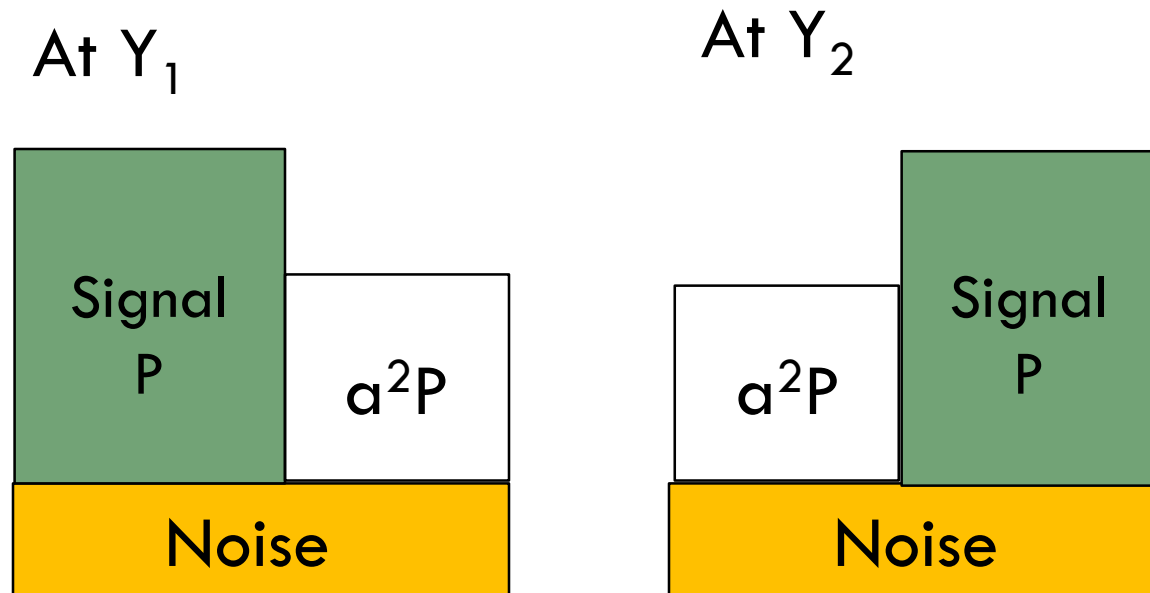 At Y₁
Signal
P
a²P
Noise
At Y₂
a²P
Signal
P
Noise